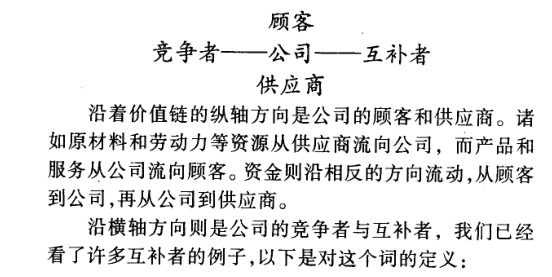 顾客
竞争者——公司——互补者
供应商
沿着价值链的纵轴方向是公司的顾客和供应商。诸
如原材料和劳动力等资源从供应商流向公司，而产品和
服务从公司流向顾客。资金则沿相反的方向流动，从顾客
到公司，再从公司到供应商。
沿横轴方向则是公司的竞争者与互补者，我们已经
看了许多互补者的例子，以下是对这个词的定义：